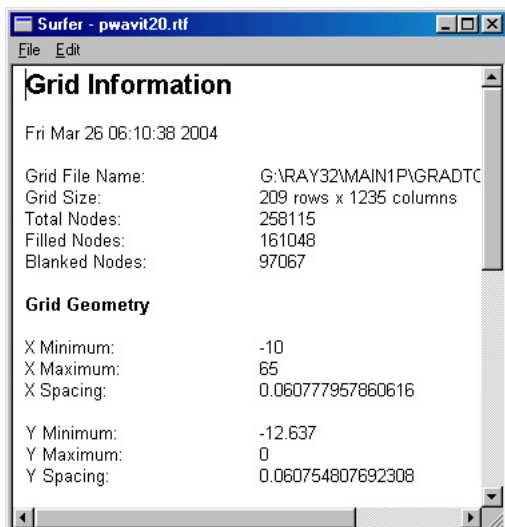 Surfer - pwavit20.rtf
File Edit
Grid Information
Fri Mar 26 06:10:38 2004
Grid File Name: G:\RAY32\MAIN1P\GRADTC
Grid Size: 209 rows x 1235 columns
Total Nodes: 258115
Filled Nodes: 161048
Blanked Nodes: 97067
Grid Geometry
X Minimum: -10
X Maximum: 65
X Spacing: 0.060777957860616
Y Minimum: -12.637
Y Maximum: 0
Y Spacing: 0.060754807692308